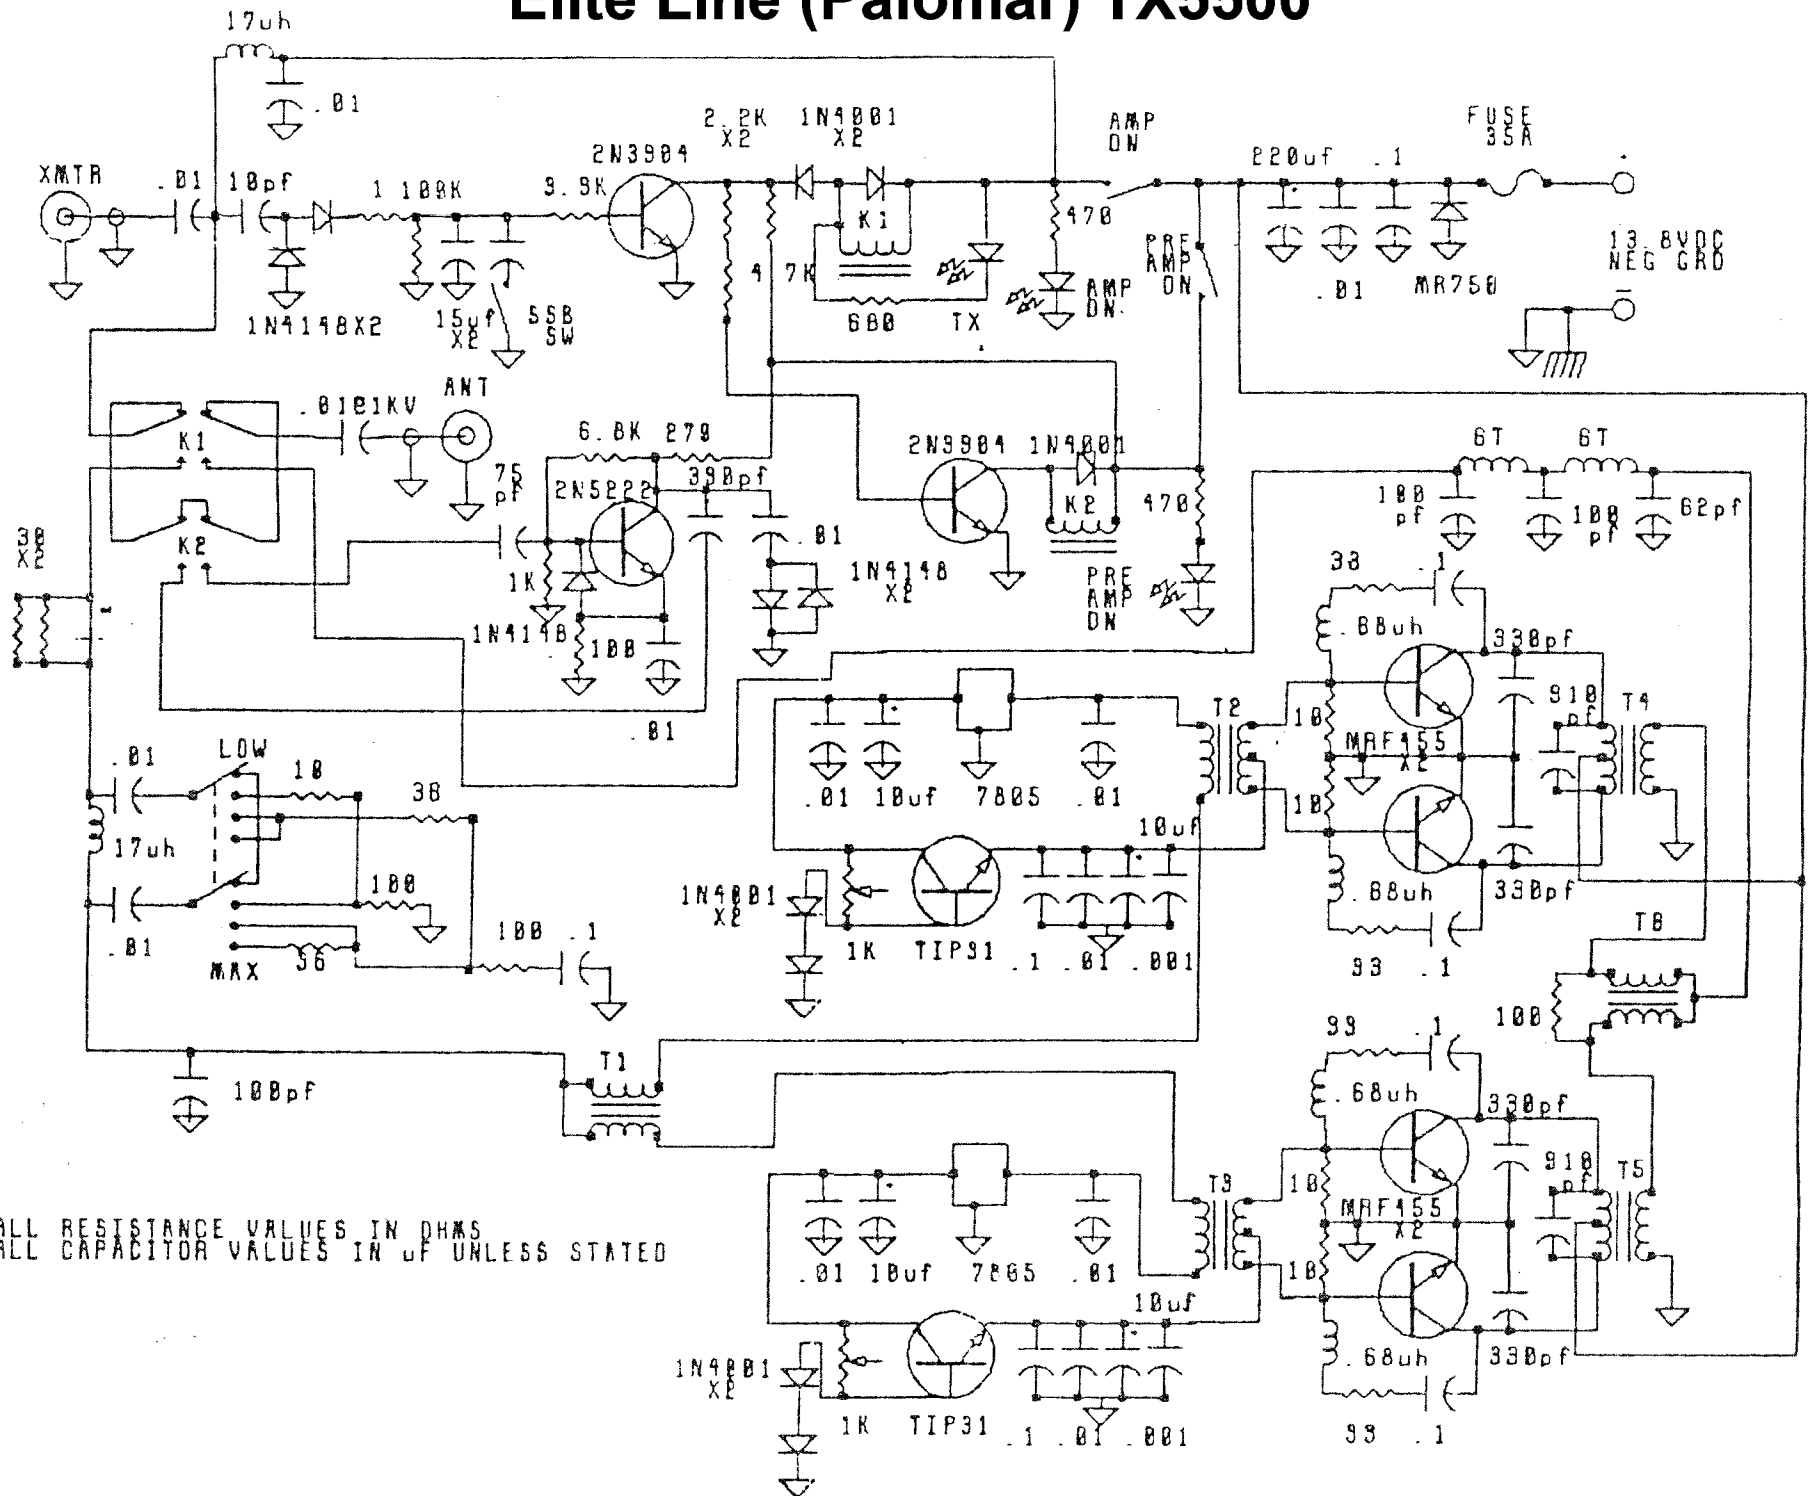 Elite Line (Palomar) TX5500
17uh
.01
2.2K
X2
1N4001
X2
AMP
ON
FUSE
35A
XMTR
.01
10pf
1
100K
3.9K
2N3904
K1
470
220uf
.1
PRE
AMP
ON
13.8VDC
NEG GRD
4.7K
AMP
ON
.01
MR750
1N4148X2
15uf
X2
SSB
SW
680
TX
ANT
.01@1KV
K1
6.8K
270
2N3904
1N4001
6T
6T
75
pf
390pf
2N5222
K2
470
100
pf
100
pf
62pf
30
X2
K2
.01
1K
1N4148
X2
PRE
AMP
ON
33
.1
1N4148
100
.68uh
330pf
.01
T2
10
910
pf
T4
MRF455
X2
.01
LOW
10
38
.01
10uf
7805
.01
10
17uh
10uf
100
1N4001
X2
.68uh
330pf
T6
.01
MAX
56
100
.1
1K
TIP31
.1
.01
.001
33
.1
100
33
.1
T1
100pf
.68uh
330pf
T3
10
910
pf
T5
MRF455
X2
ALL RESISTANCE VALUES IN OHMS
ALL CAPACITOR VALUES IN uF UNLESS STATED
.01
10uf
7805
.01
10
10uf
1N4001
X2
.68uh
330pf
1K
TIP31
.1
.01
.001
33
.1